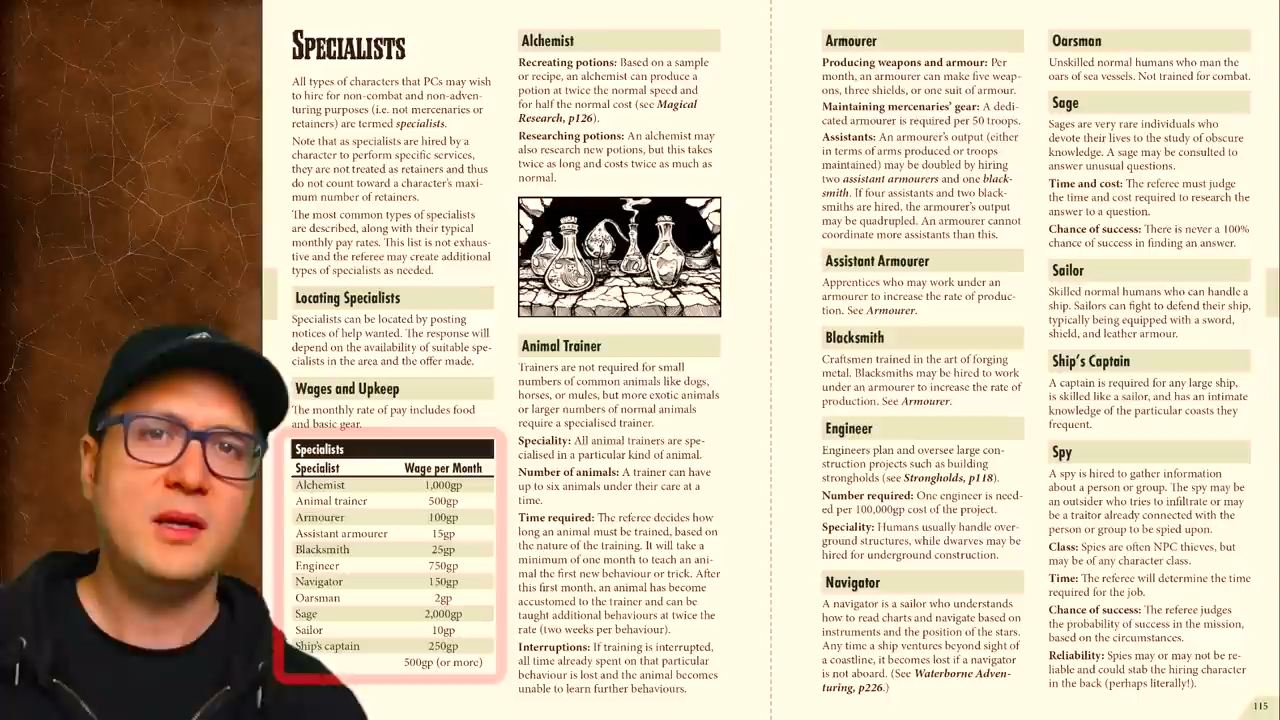 Specialists
All types of characters that PCs may wish
to hire for non-combat and non-adven-
turing purposes (i.e. not mercenaries or
retainers) are termed specialists.
Note that as specialists are hired by a
character to perform specific services,
they are not treated as retainers and thus
do not count toward a character's maxi-
mum number of retainers.
The most common types of specialists
are described, along with their typical
monthly pay rates. This list is not exhaus-
tive and the referee may create additional
types of specialists as needed.
Locating Specialists
Specialists can be located by posting
notices of help wanted. The response will
depend on the availability of suitable spe-
cialists in the area and the offer made.
Wages and Upkeep
The monthly rate of pay includes food
and basic gear.
Specialists
Specialist Wage per Month
Alchemist 1,000gp
Animal trainer 500gp
Armourer 100gp
Assistant armourer 15gp
Blacksmith 25gp
Engineer 750gp
Navigator 150gp
Oarsman 2gp
Sage 2,000gp
Sailor 10gp
Ship's captain 250gp
500gp (or more)
Alchemist
Recreating potions: Based on a sample
or recipe, an alchemist can produce a
potion at twice the normal speed and
for half the normal cost (see Magical
Research, p126).
Researching potions: An alchemist may
also research new potions, but this takes
twice as long and costs twice as much as
normal.
Animal Trainer
Trainers are not required for small
numbers of common animals like dogs,
horses, or mules, but more exotic animals
or larger numbers of normal animals
require a specialised trainer.
Speciality: All animal trainers are spe-
cialised in a particular kind of animal.
Number of animals: A trainer can have
up to six animals under their care at a
time.
Time required: The referee decides how
long an animal must be trained, based on
the nature of the training. It will take a
minimum of one month to teach an ani-
mal the first new behaviour or trick. After
this first month, an animal has become
accustomed to the trainer and can be
taught additional behaviours at twice the
rate (two weeks per behaviour).
Interruptions: If training is interrupted,
all time already spent on that particular
behaviour is lost and the animal becomes
unable to learn further behaviours.
Armourer
Producing weapons and armour: Per
month, an armourer can make five weap-
ons, three shields, or one suit of armour.
Maintaining mercenaries' gear: A dedi-
cated armourer is required per 50 troops.
Assistants: An armourer's output (either
in terms of arms produced or troops
maintained) may be doubled by hiring
two assistant armourers and one black-
smith. If four assistants and two black-
smiths are hired, the armourer's output
may be quadrupled. An armourer cannot
coordinate more assistants than this.
Assistant Armourer
Apprentices who may work under an
armourer to increase the rate of produc-
tion. See Armourer.
Blacksmith
Craftsmen trained in the art of forging
metal. Blacksmiths may be hired to work
under an armourer to increase the rate of
production. See Armourer.
Engineer
Engineers plan and oversee large con-
struction projects such as building
strongholds (see Strongholds, p118).
Number required: One engineer is need-
ed per 100,000gp cost of the project.
Speciality: Humans usually handle over-
ground structures, while dwarves may be
hired for underground construction.
Navigator
A navigator is a sailor who understands
how to read charts and navigate based on
instruments and the position of the stars.
Any time a ship ventures beyond sight of
a coastline, it becomes lost if a navigator
is not aboard. (See Waterborne Adven-
turing, p226.)
Oarsman
Unskilled normal humans who man the
oars of sea vessels. Not trained for combat.
Sage
Sages are very rare individuals who
devote their lives to the study of obscure
knowledge. A sage may be consulted to
answer unusual questions.
Time and cost: The referee must judge
the time and cost required to research the
answer to a question.
Chance of success: There is never a 100%
chance of success in finding an answer.
Sailor
Skilled normal humans who can handle a
ship. Sailors can fight to defend their ship,
typically being equipped with a sword,
shield, and leather armour.
Ship's Captain
A captain is required for any large ship,
is skilled like a sailor, and has an intimate
knowledge of the particular coasts they
frequent.
Spy
A spy is hired to gather information
about a person or group. The spy may be
an outsider who tries to infiltrate or may
be a traitor already connected with the
person or group to be spied upon.
Class: Spies are often NPC thieves, but
may be of any character class.
Time: The referee will determine the time
required for the job.
Chance of success: The referee judges
the probability of success in the mission,
based on the circumstances.
Reliability: Spies may or may not be re-
liable and could stab the hiring character
in the back (perhaps literally!).
115